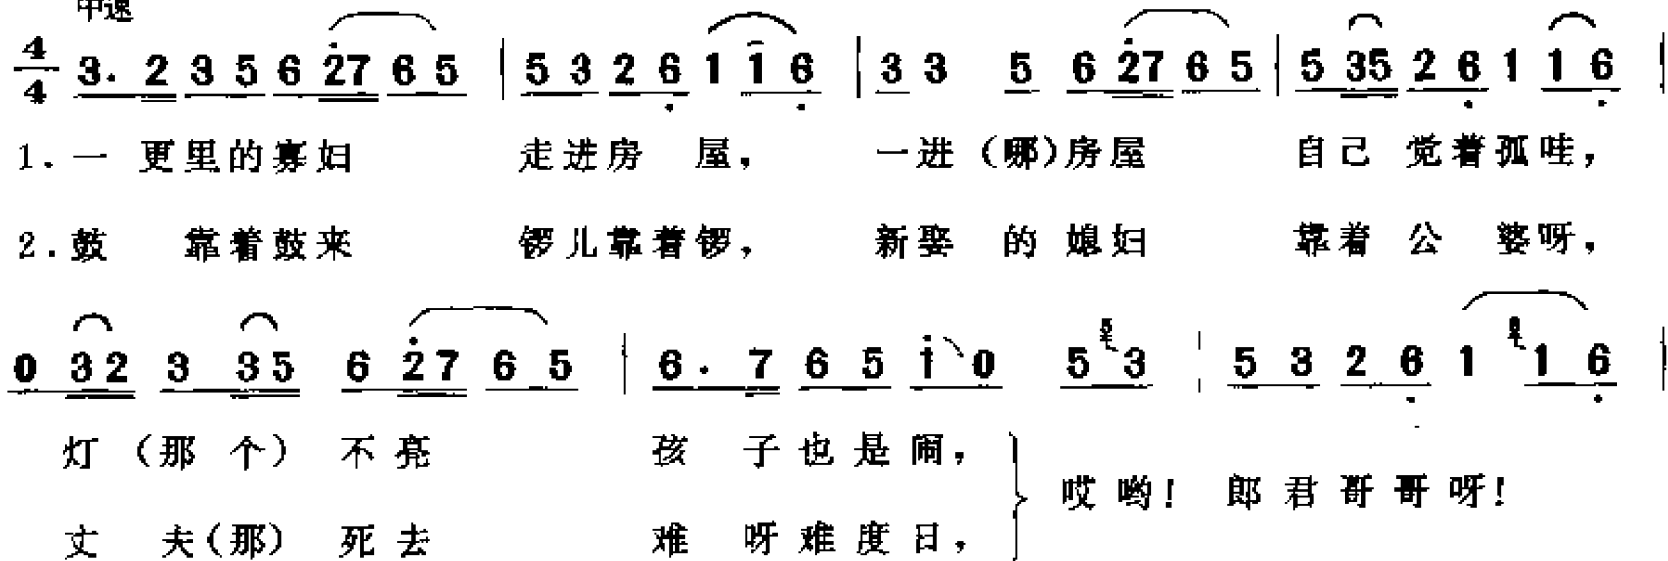 中速
4/4 3. 2 3 5 6 2̇7 6 5 | 5 3 2 6̣ 1 1 6̣ | 3 3 5 6 2̇7 6 5 | 5 35 2 6̣ 1 1 6̣ |
1. 一 更里的寡妇 走进房 屋, 一进(哪)房屋 自己 觉着孤哇,
2. 鼓 靠着鼓来 锣儿靠着锣, 新娶 的 媳妇 靠着 公 婆呀,
0 32 3 35 6 2̇7 6 5 | 6. 7 6 5 i 0 5 5 3 | 5 3 2 6̣ 1 1 6̣ |
灯 (那 个) 不亮 孩 子也是闹,
哎哟! 郎君哥哥呀!
丈 夫(那) 死去 难 呀难度日,